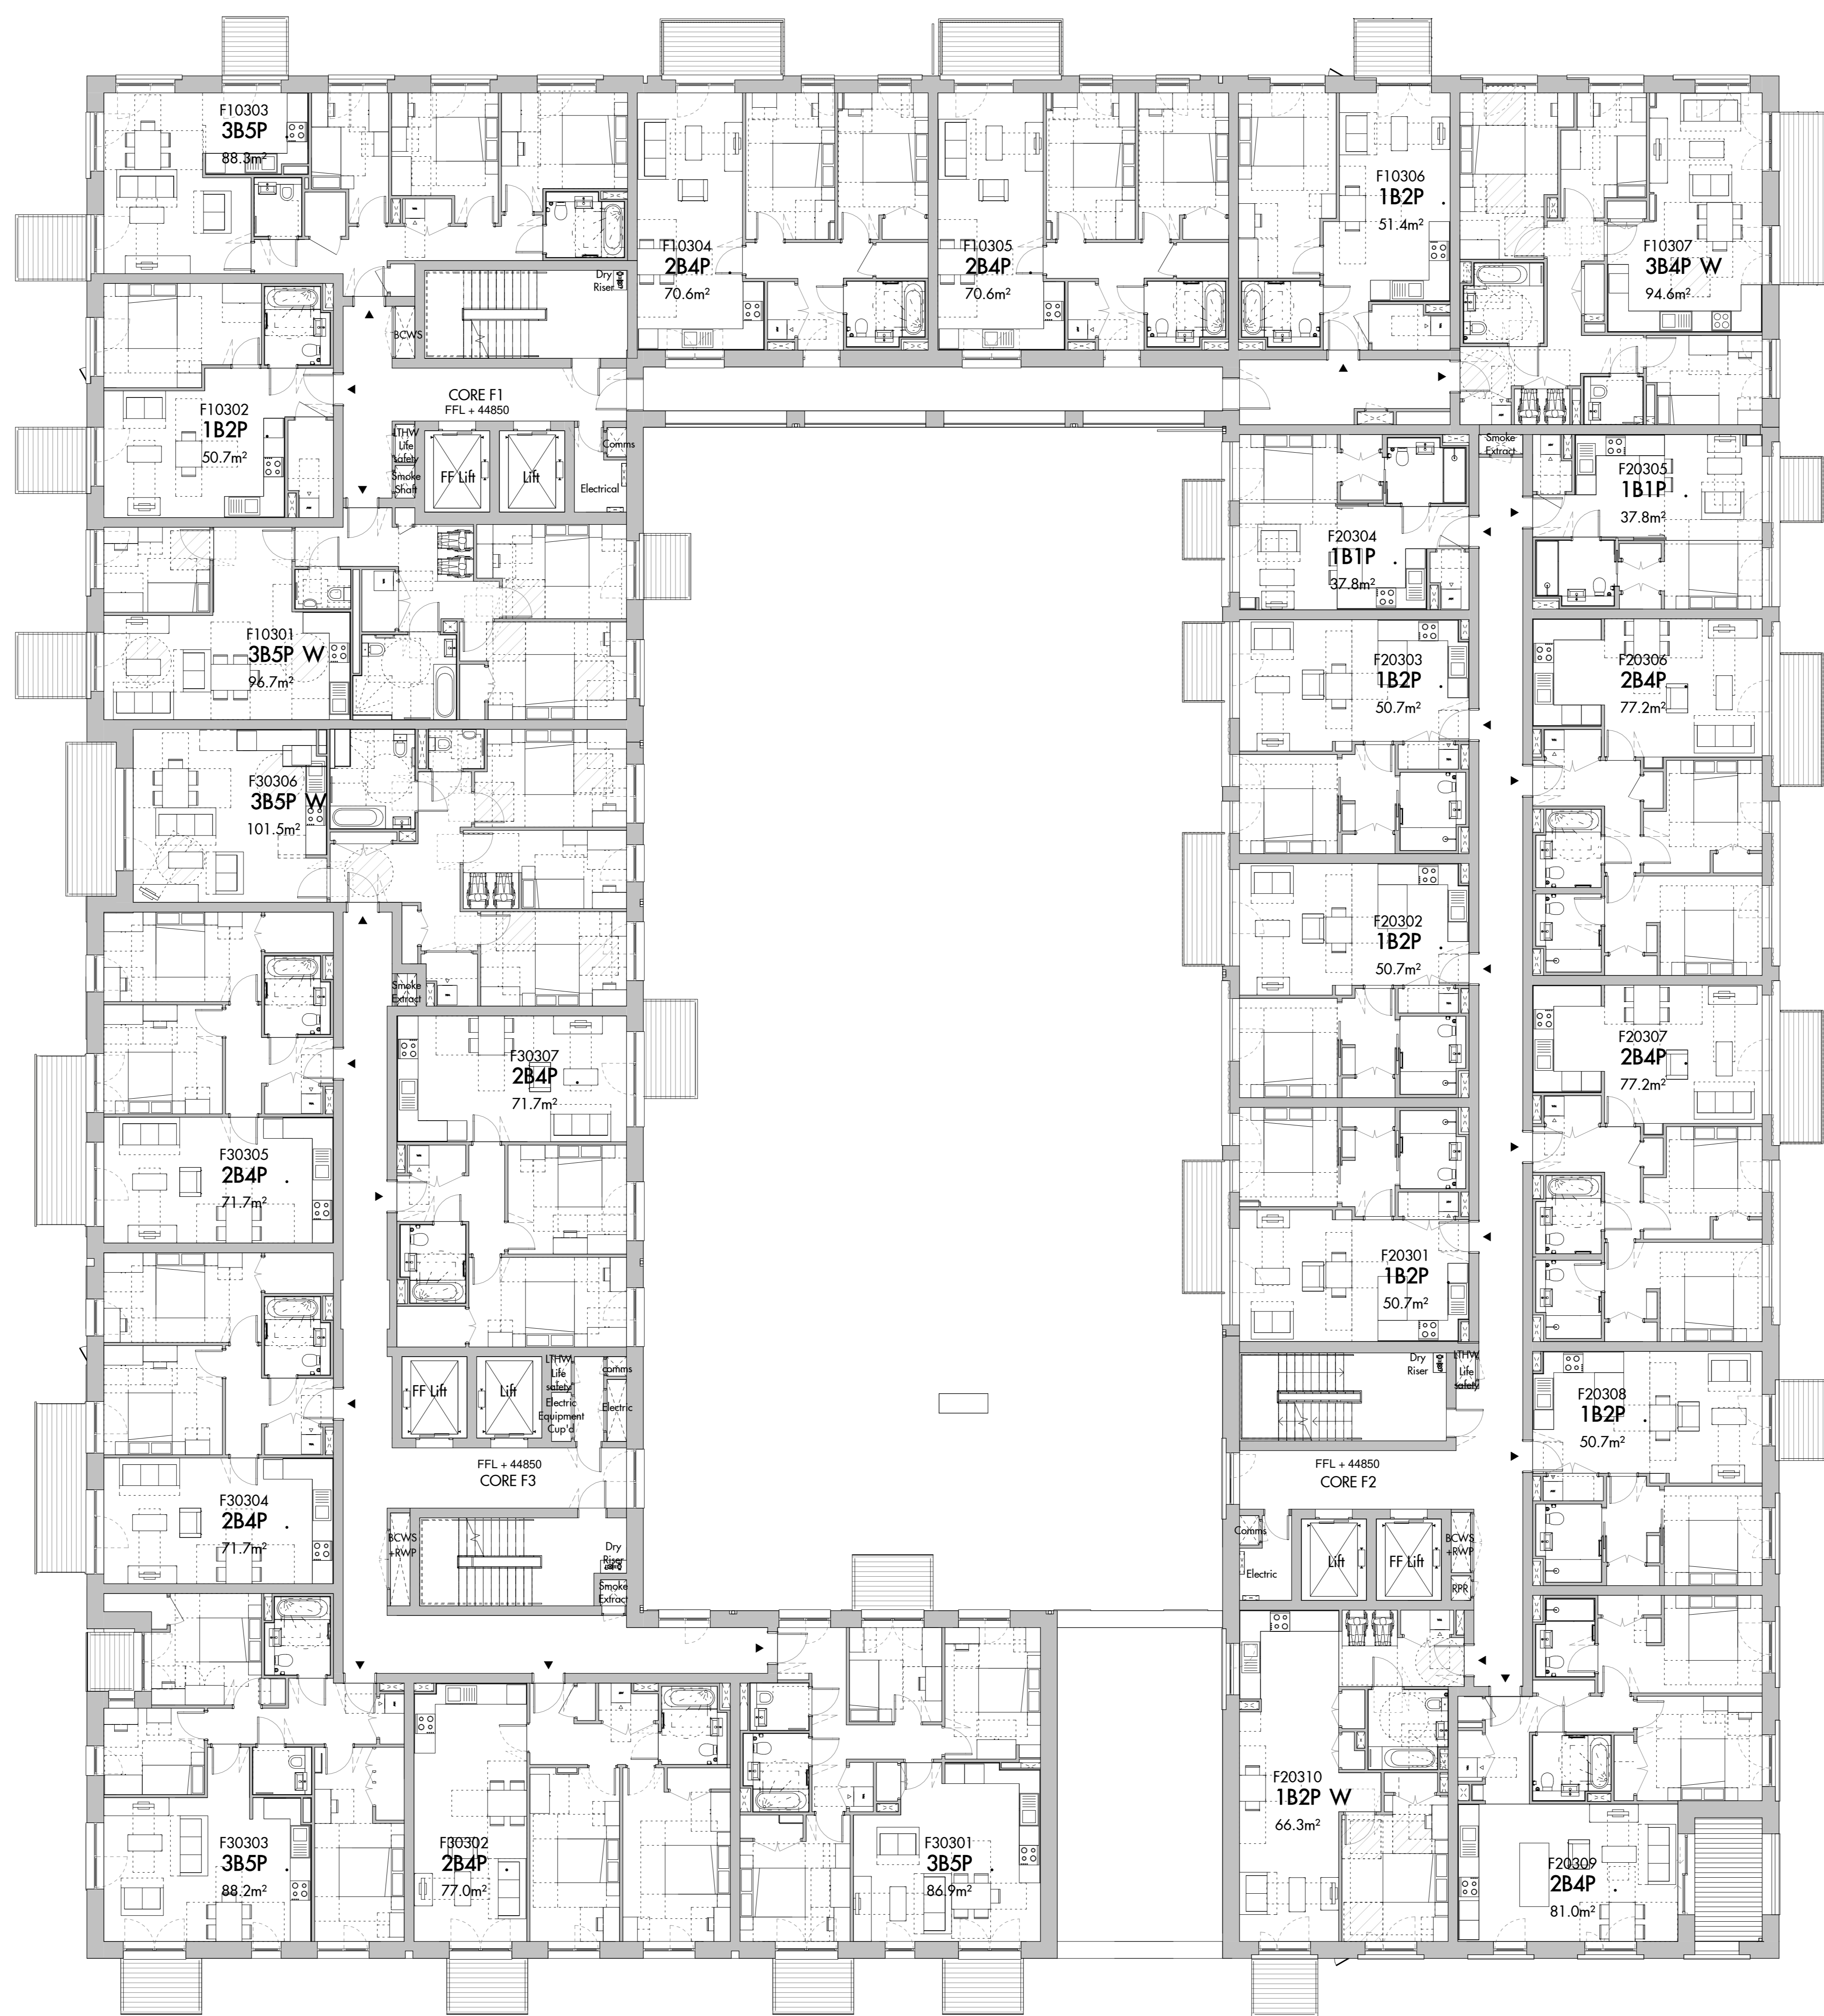 F10303
3B5P
88.3m²
F10304
2B4P
70.6m²
F10305
2B4P
70.6m²
F10306
1B2P
51.4m²
F10307
3B4P W
94.6m²
Dry
Riser
BCWS
CORE F1
FFL + 44850
F10302
1B2P
50.7m²
LTHW
Life
safety
Smoke
Shaft
FF Lift
Lift
Comms
Electrical
Smoke
Extract
F20305
1B1P
37.8m²
F20304
1B1P
37.8m²
F10301
3B5P W
96.7m²
F20303
1B2P
50.7m²
F20306
2B4P
77.2m²
F30306
3B5P W
101.5m²
F20302
1B2P
50.7m²
Smoke
Extract
F30307
2B4P
71.7m²
F20307
2B4P
77.2m²
F30305
2B4P
71.7m²
F20301
1B2P
50.7m²
FF Lift
Lift
LTHW
Life
safety
Electric
Equipment
Cup'd
comms
Electric
Dry
Riser
LTHW
Life
safety
F20308
1B2P
50.7m²
FFL + 44850
CORE F3
FFL + 44850
CORE F2
F30304
2B4P
71.7m²
BCWS
+RWP
Dry
Riser
Smoke
Extract
Comms
Electric
Lift
FF Lift
BCWS
+RWP
RPR
F30303
3B5P
88.2m²
F30302
2B4P
77.0m²
F30301
3B5P
86.9m²
F20310
1B2P W
66.3m²
F20309
2B4P
81.0m²